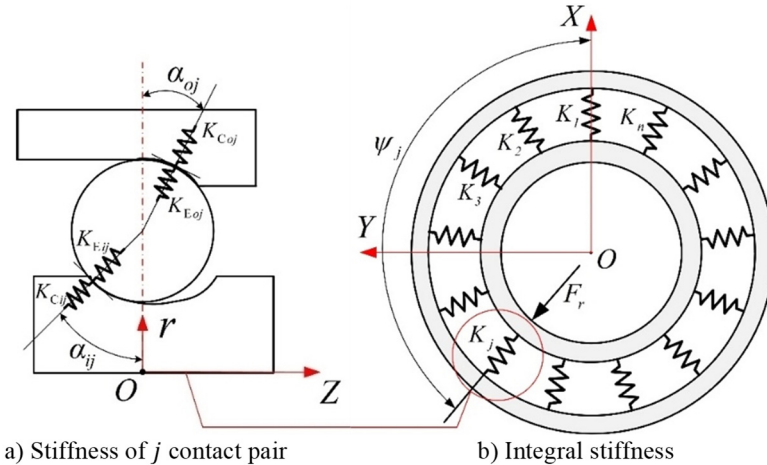 X
α_oj
K_Coj
K_1
K_n
K_2
ψ_j
K_3
K_Eoj
Y
K_Eij
O
K_Cij
F_r
r
K_j
α_ij
O
Z
a) Stiffness of j contact pair
b) Integral stiffness